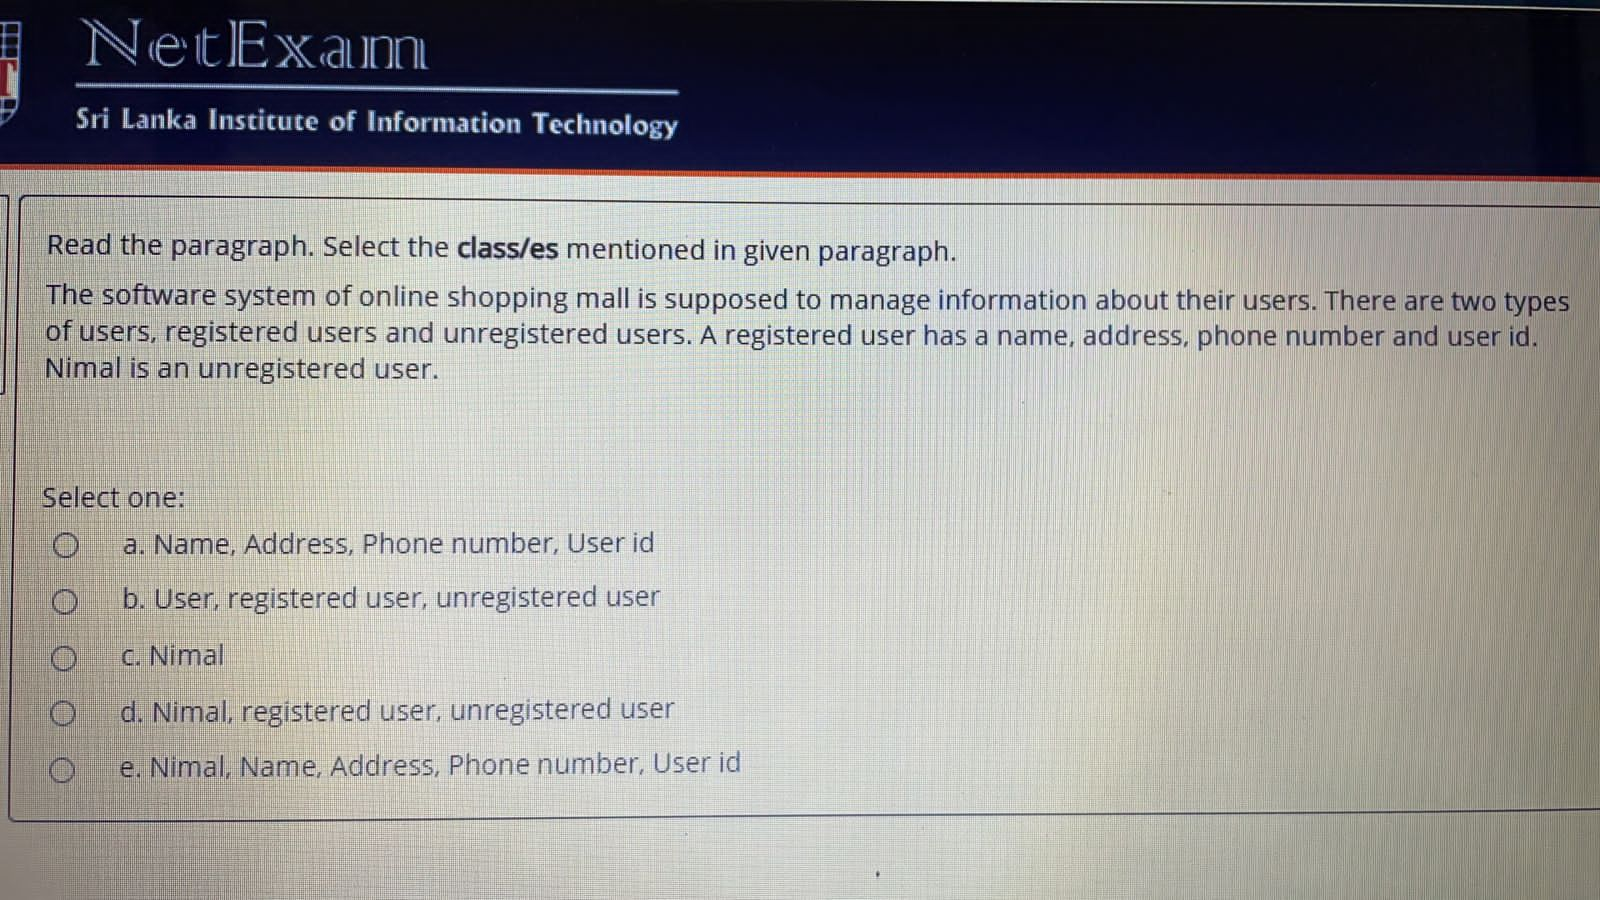 NetExam
Sri Lanka Institute of Information Technology
Read the paragraph. Select the class/es mentioned in given paragraph.
The software system of online shopping mall is supposed to manage information about their users. There are two types
of users, registered users and unregistered users. A registered user has a name, address, phone number and user id.
Nimal is an unregistered user.
Select one:
a. Name, Address, Phone number, User id
b. User, registered user, unregistered user
c. Nimal
d. Nimal, registered user, unregistered user
e. Nimal, Name, Address, Phone number, User id